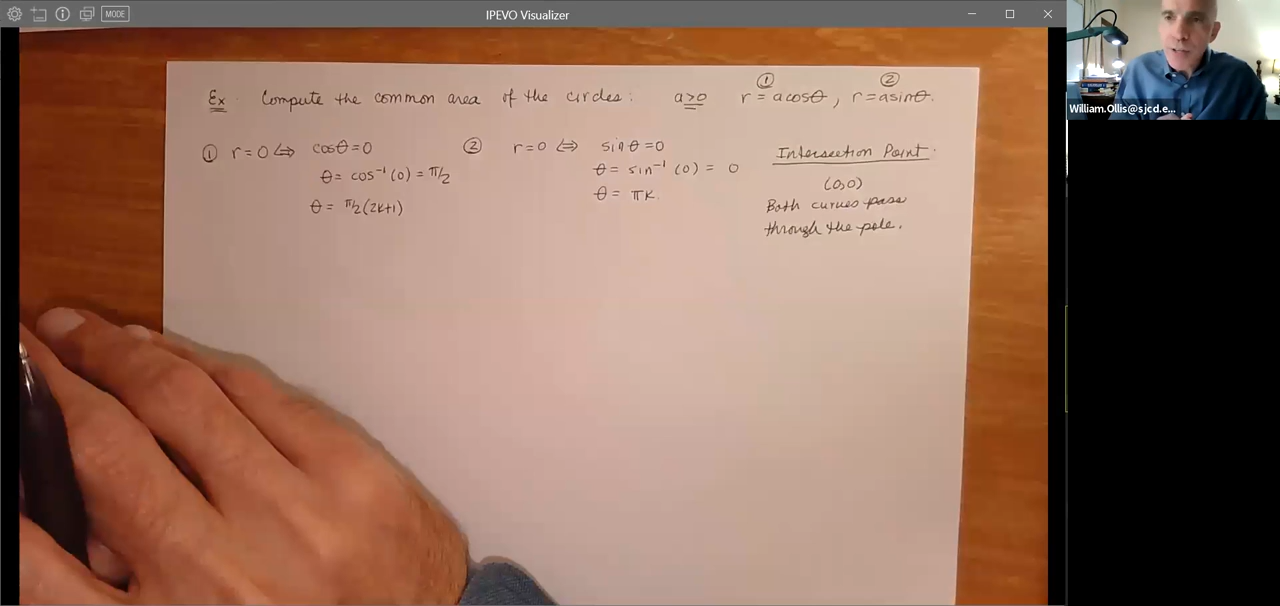 MODE
IPEVO Visualizer
① ②
Ex. Compute the common area of the circles: a>0 r = a cosθ, r = a sinθ.
① r=0 ⇔ cosθ=0
θ = cos⁻¹(0) = π/2
θ = π/2(2k+1)
② r=0 ⇔ sinθ=0
θ = sin⁻¹(0) = 0
θ = πk.
Intersection Point.
(0,0)
Both curves pass
through the pole.
William.Ollis@sjcd.e...